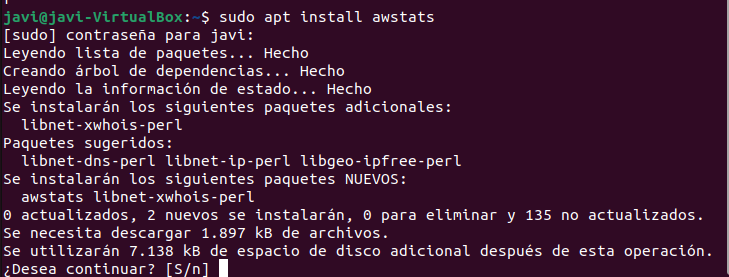 javi@javi-VirtualBox:~$ sudo apt install awstats
[sudo] contraseña para javi:
Leyendo lista de paquetes... Hecho
Creando árbol de dependencias... Hecho
Leyendo la información de estado... Hecho
Se instalarán los siguientes paquetes adicionales:
  libnet-xwhois-perl
Paquetes sugeridos:
  libnet-dns-perl libnet-ip-perl libgeo-ipfree-perl
Se instalarán los siguientes paquetes NUEVOS:
  awstats libnet-xwhois-perl
0 actualizados, 2 nuevos se instalarán, 0 para eliminar y 135 no actualizados.
Se necesita descargar 1.897 kB de archivos.
Se utilizarán 7.138 kB de espacio de disco adicional después de esta operación.
¿Desea continuar? [S/n]